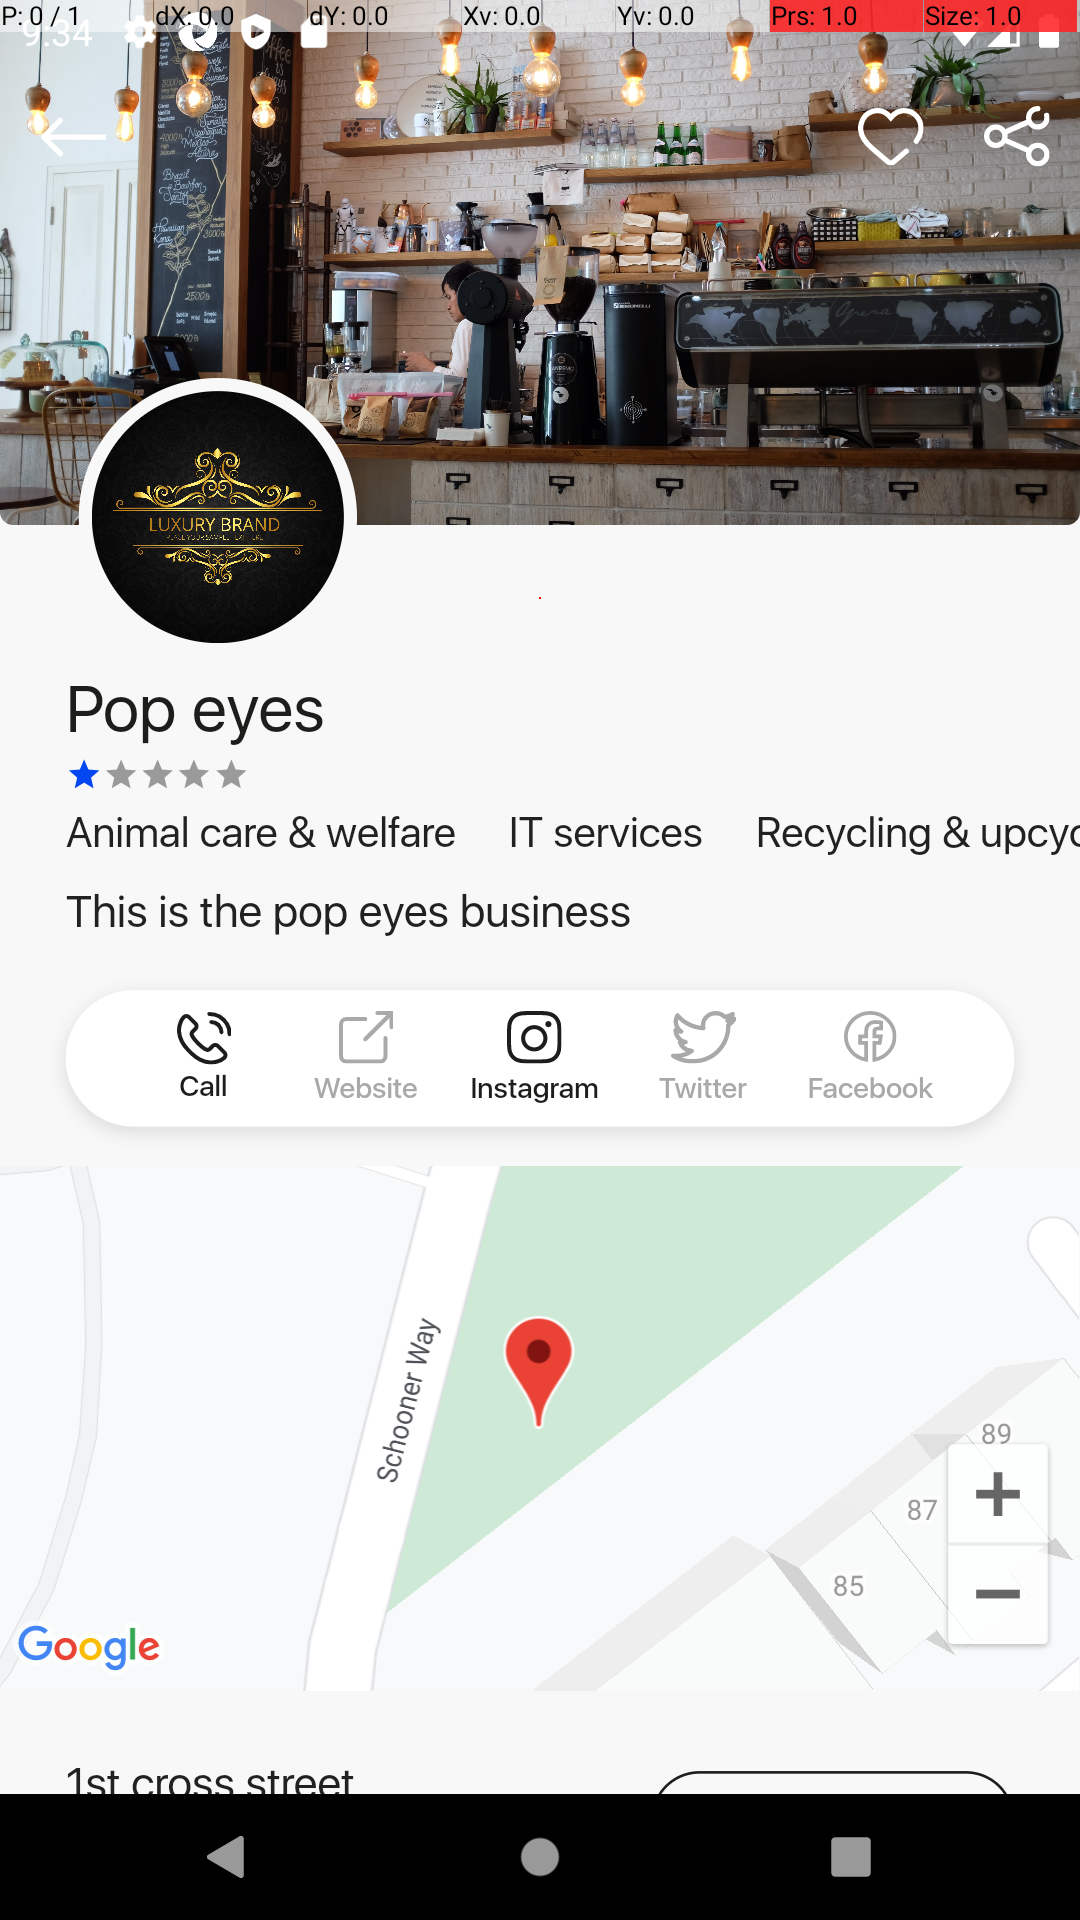 P: 0 / 1 dX: 0.0 dY: 0.0 Xv: 0.0 Yv: 0.0 Prs: 1.0 Size: 1.0
9:34
LUXURY BRAND
Pop eyes
Animal care & welfare IT services Recycling & upcyc
This is the pop eyes business
Call Website Instagram Twitter Facebook
Schooner Way
89
87
85
Google
1st cross street